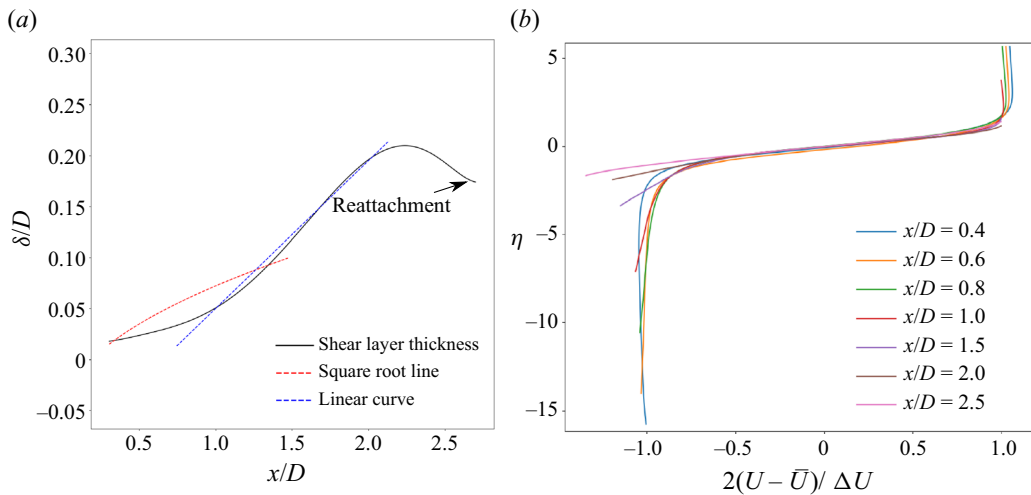 (a)
0.30
0.25
0.20
0.15
0.10
0.05
0
–0.05
δ/D
Reattachment
Shear layer thickness
Square root line
Linear curve
0.5
1.0
1.5
2.0
2.5
x/D
(b)
5
0
–5
–10
–15
η
x/D = 0.4
x/D = 0.6
x/D = 0.8
x/D = 1.0
x/D = 1.5
x/D = 2.0
x/D = 2.5
–1.0
–0.5
0
0.5
1.0
2(U – Ū)/ ΔU